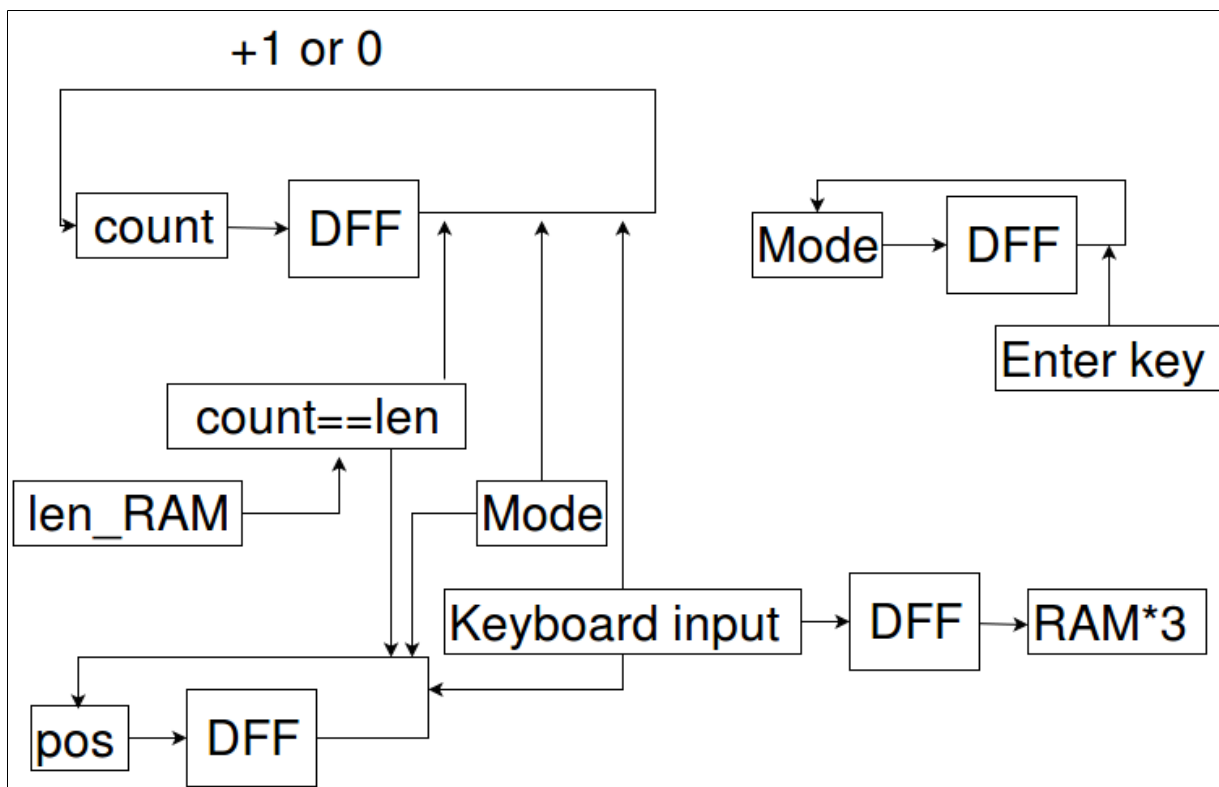 +1 or 0
count
DFF
Mode
DFF
Enter key
count==len
len_RAM
Mode
Keyboard input
DFF
RAM*3
pos
DFF